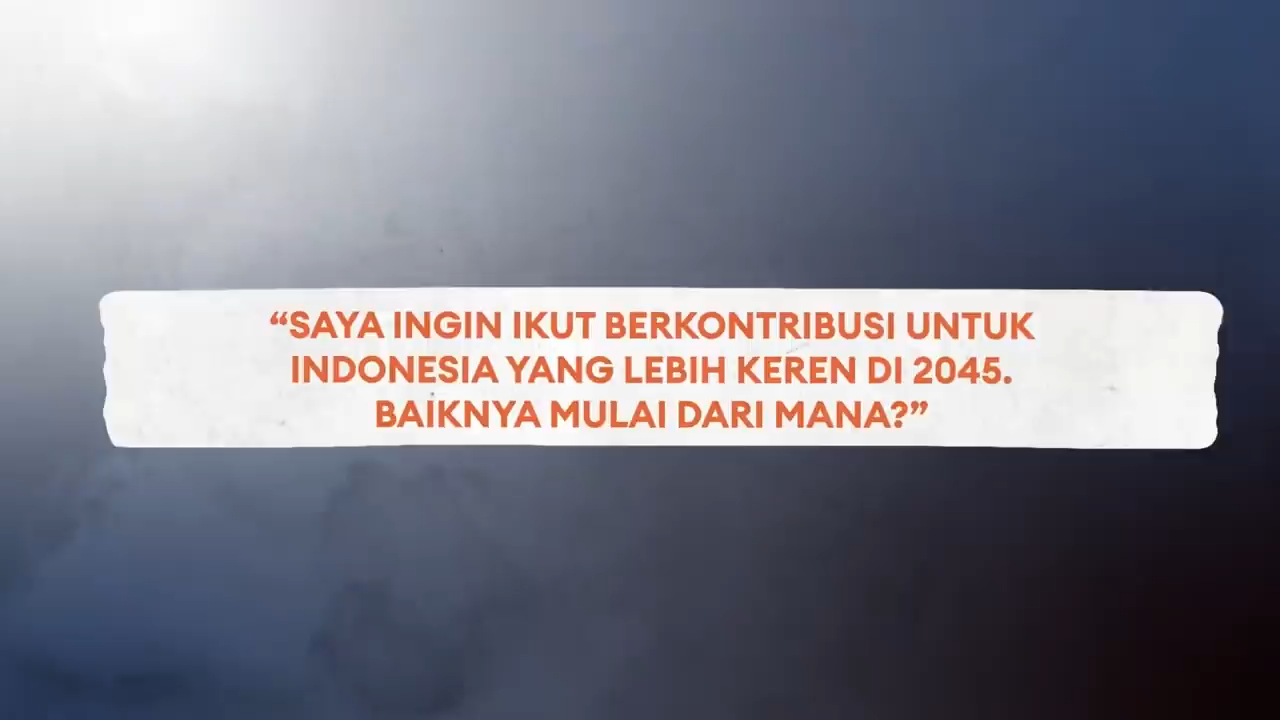 “SAYA INGIN IKUT BERKONTRIBUSI UNTUK
INDONESIA YANG LEBIH KEREN DI 2045.
BAIKNYA MULAI DARI MANA?”